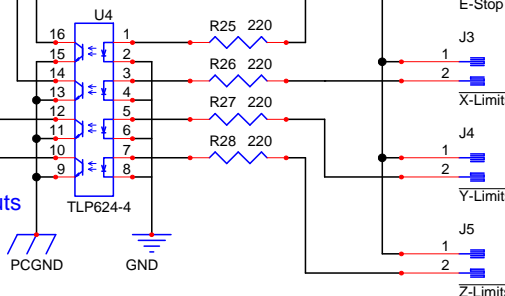 E-Stop
U4
R25 220
16 1
15 2
J3
1
R26 220
14 3
2
13 4
X-Limit
R27 220
12 5
11 6
J4
R28 220
1
10 7
2
9 8
Y-Limit
TLP624-4
uts
J5
1
PCGND
GND
2
Z-Limits